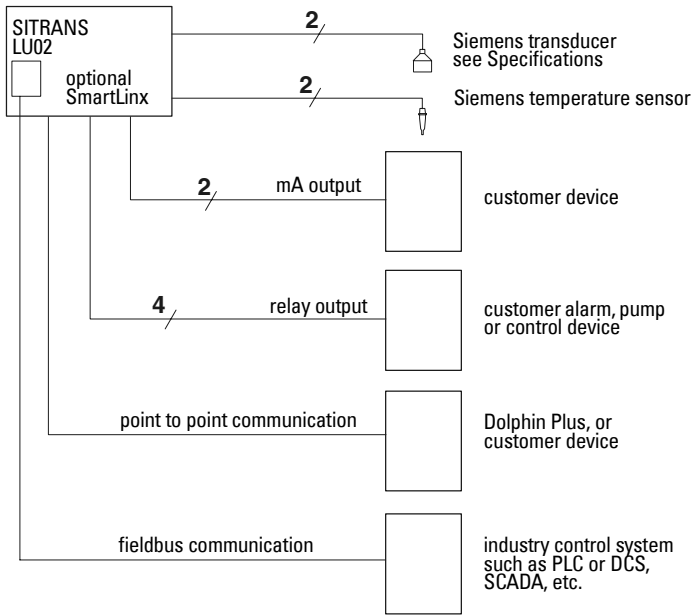 SITRANS
LU02
optional
SmartLinx
2
Siemens transducer
see Specifications
2
Siemens temperature sensor
2
mA output
customer device
4
relay output
customer alarm, pump
or control device
point to point communication
Dolphin Plus, or
customer device
fieldbus communication
industry control system
such as PLC or DCS,
SCADA, etc.